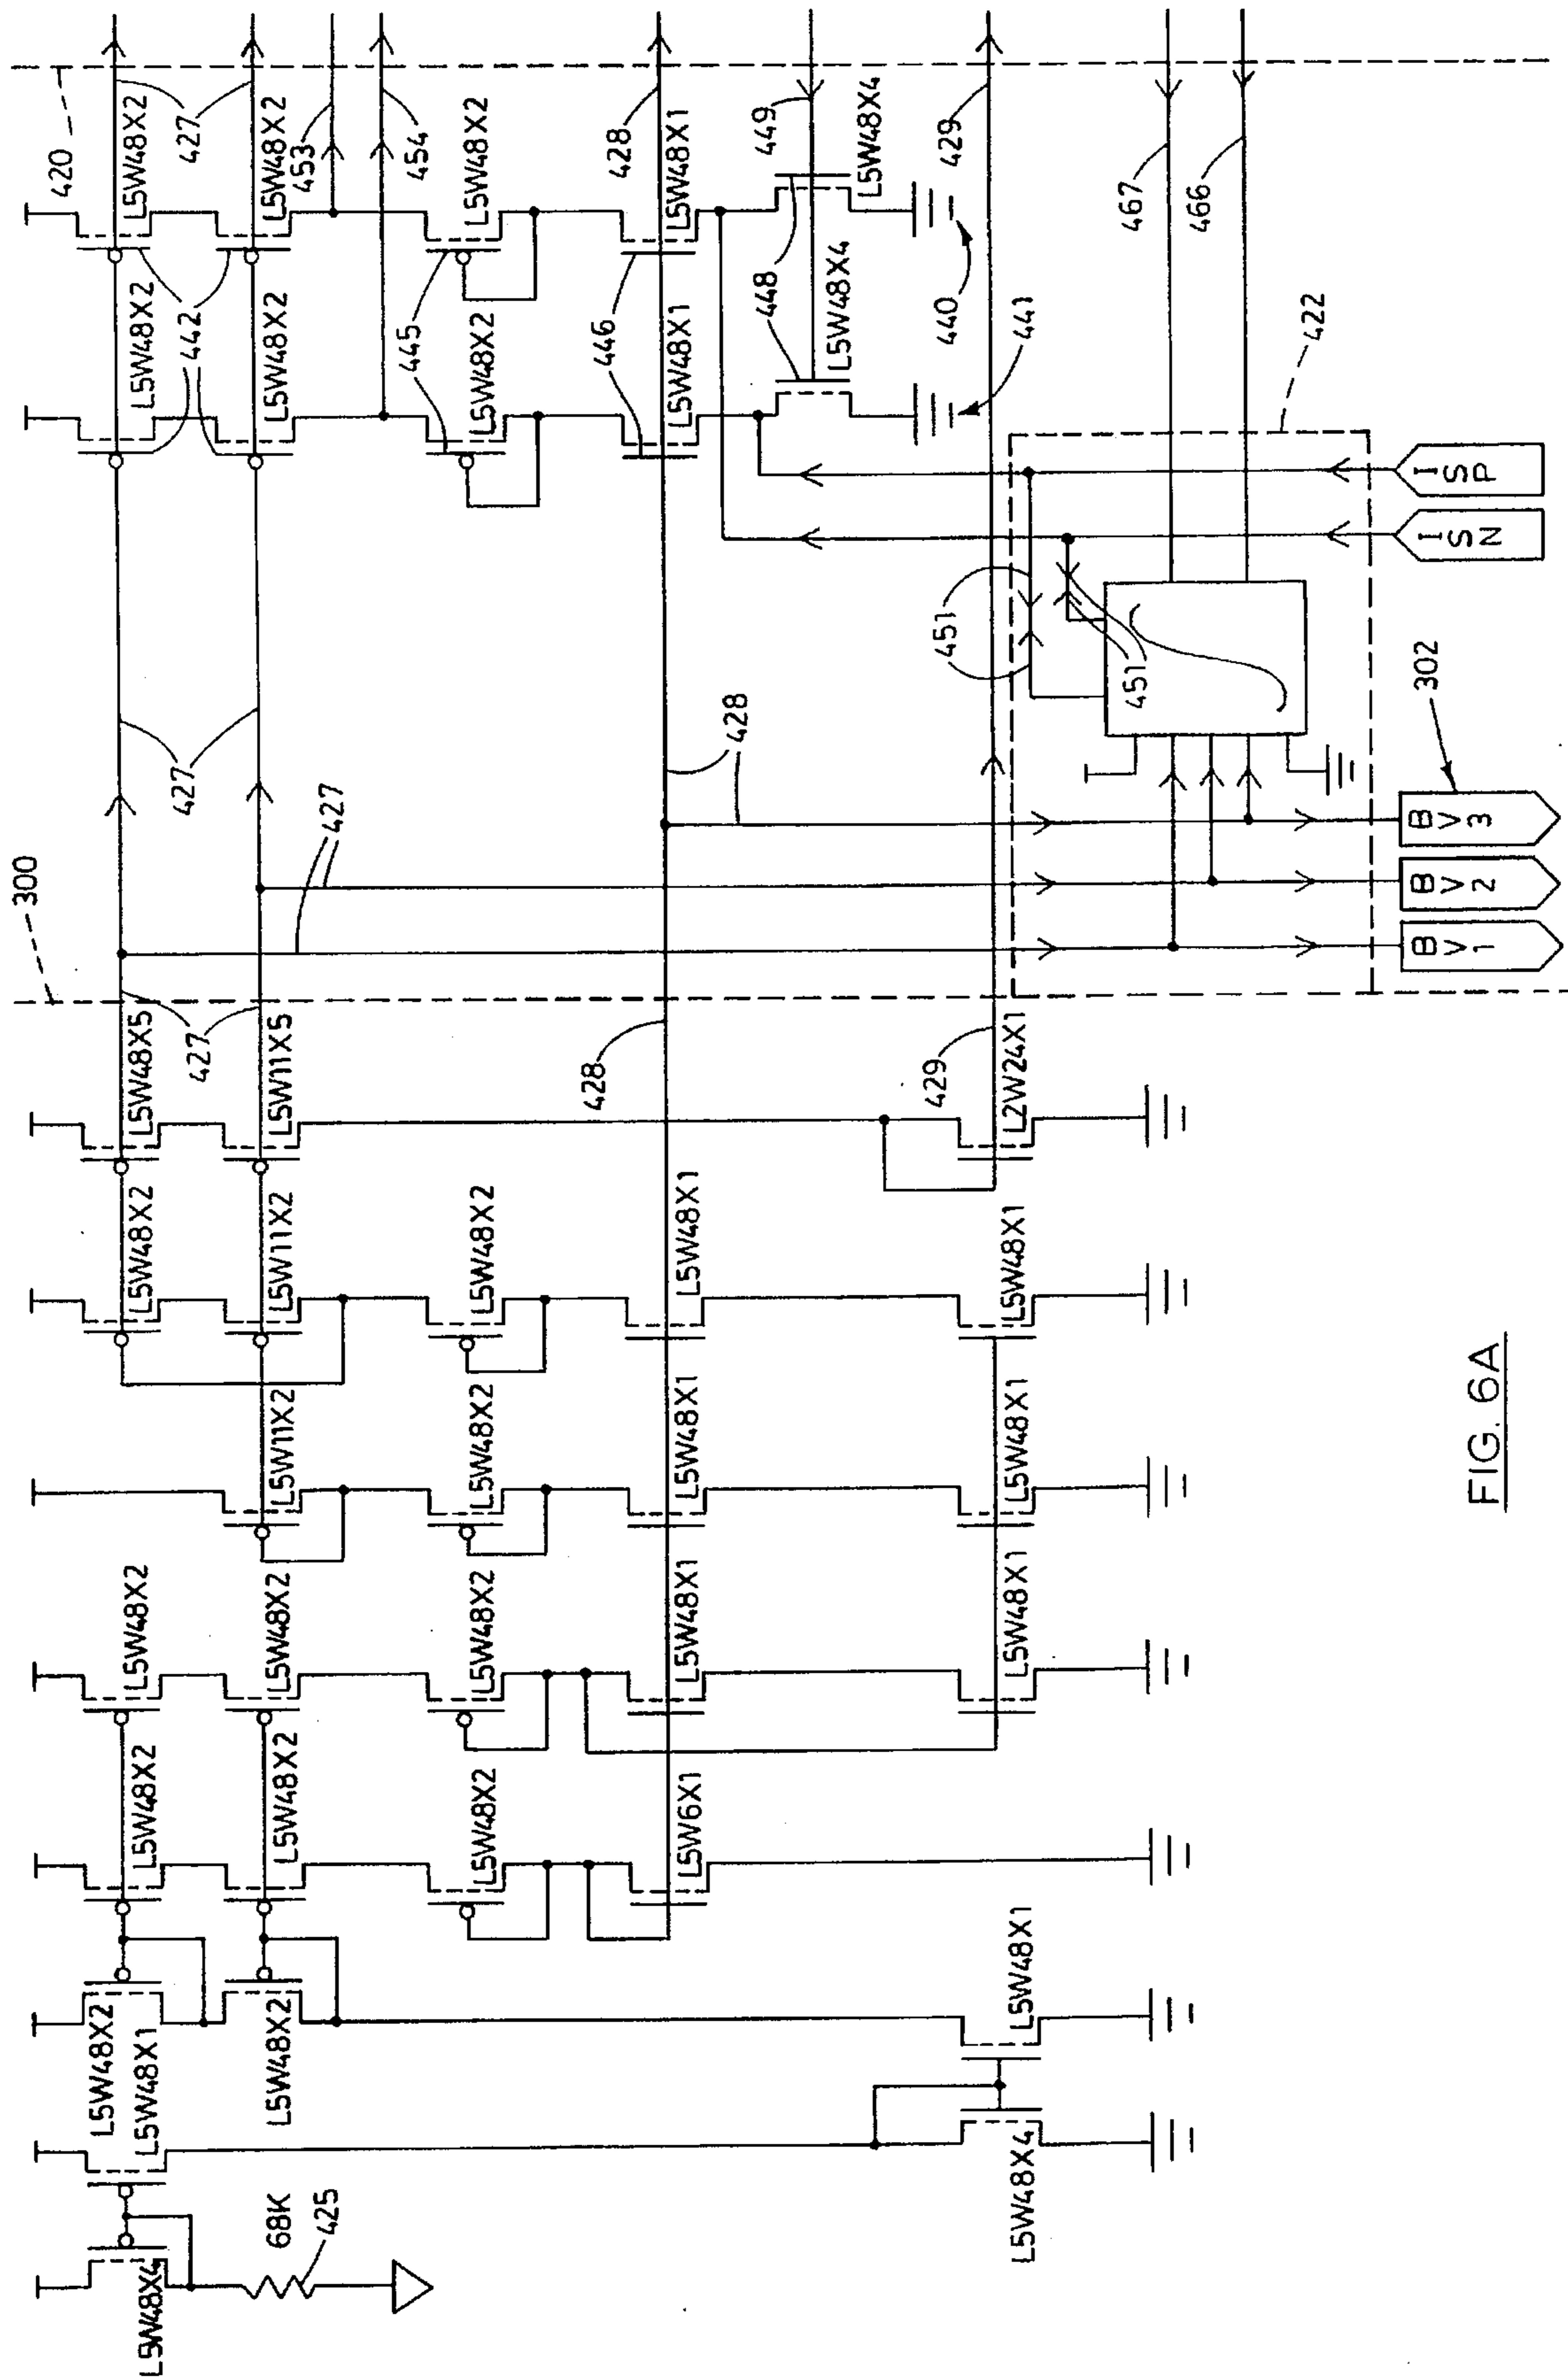 300
420
L5W48X4
L5W48X2
L5W48X1
L5W48X2
L5W48X2
L5W48X2
L5W48X5
L5W48X2
L5W48X2
427
427
442
427
68K
L5W48X2
L5W48X2
L5W48X2
L5W11X2
L5W11X2
L5W11X5
L5W48X2
L5W48X2
425
427
453
445
454
L5W48X2
L5W48X2
L5W48X2
L5W48X2
L5W48X2
L5W48X2
428
446
428
L5W6X1
L5W48X1
L5W48X1
L5W48X1
428
L5W48X1
L5W48X1
448
449
L5W48X4
L5W48X4
429
451
440
429
L5W48X4
L5W48X1
L5W48X1
L5W48X1
L5W48X1
L2W24X1
441
451
467
466
422
302
BV1
BV2
BV3
ISN
ISP
FIG. 6A